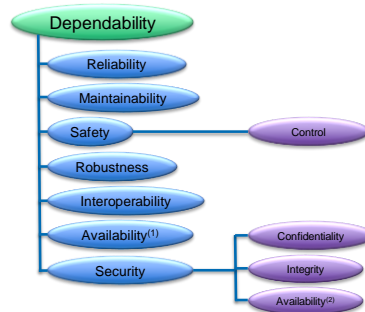 Dependability
Reliability
Maintainability
Safety
Control
Robustness
Interoperability
Availability(1)
Security
Confidentiality
Integrity
Availability(2)